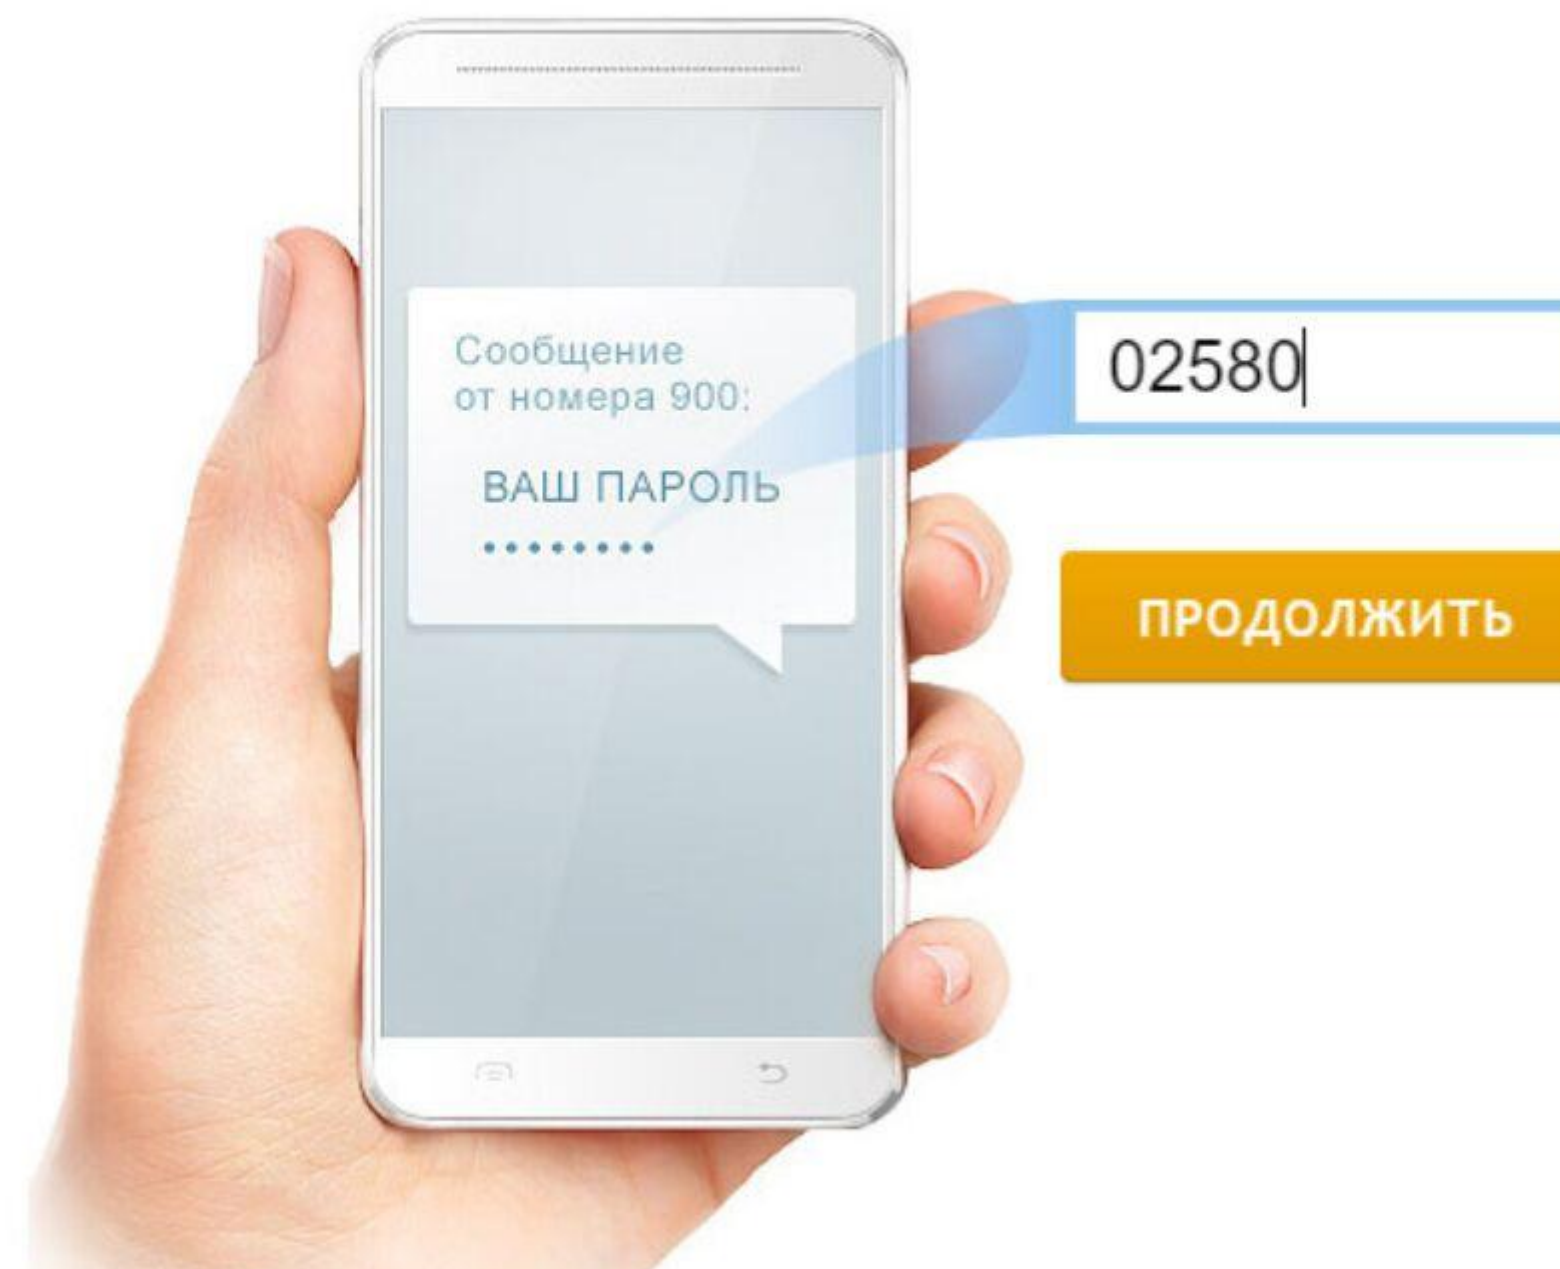 Сообщение
от номера 900:
ВАШ ПАРОЛЬ
••••••••
02580
ПРОДОЛЖИТЬ